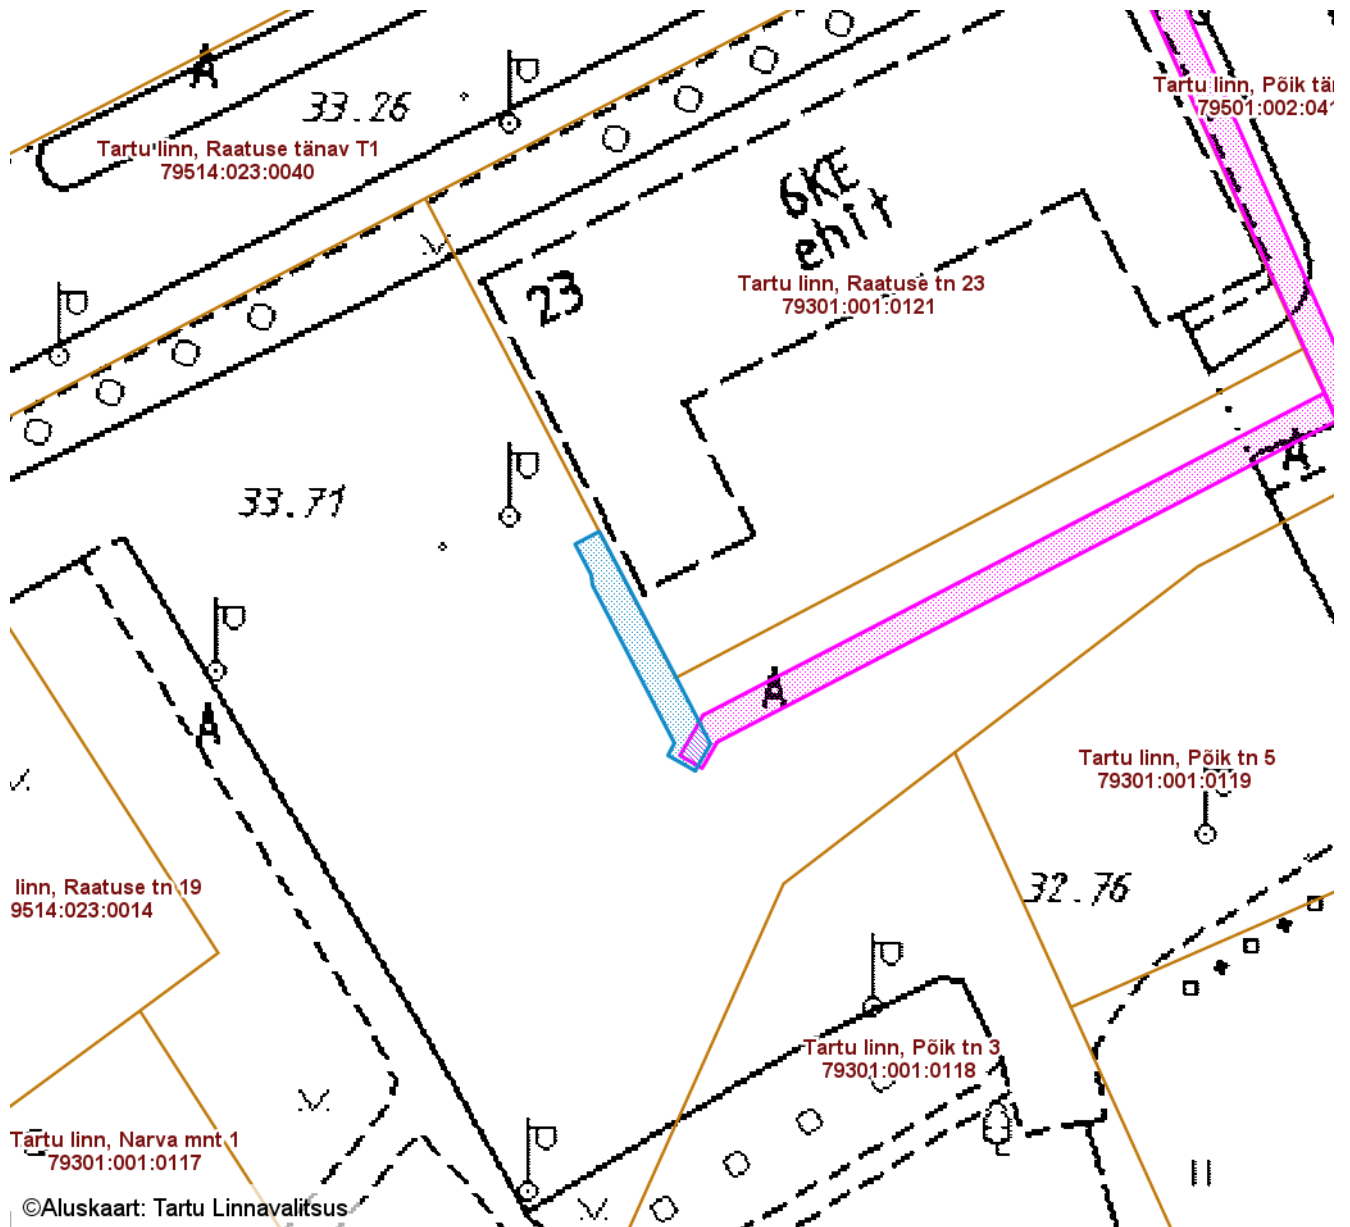 A
33.26
Tartu linn, Raatuse tänav T1
79514:023:0040
Tartu linn, Põik tän
79501:002:041
6KE
ehit
23
Tartu linn, Raatuse tn 23
79301:001:0121
33.71
A
A
A
Tartu linn, Põik tn 5
79301:001:0119
32.76
linn, Raatuse tn 19
9514:023:0014
Tartu linn, Põik tn 3
79301:001:0118
Tartu linn, Narva mnt 1
79301:001:0117
©Aluskaart: Tartu Linnavalitsus